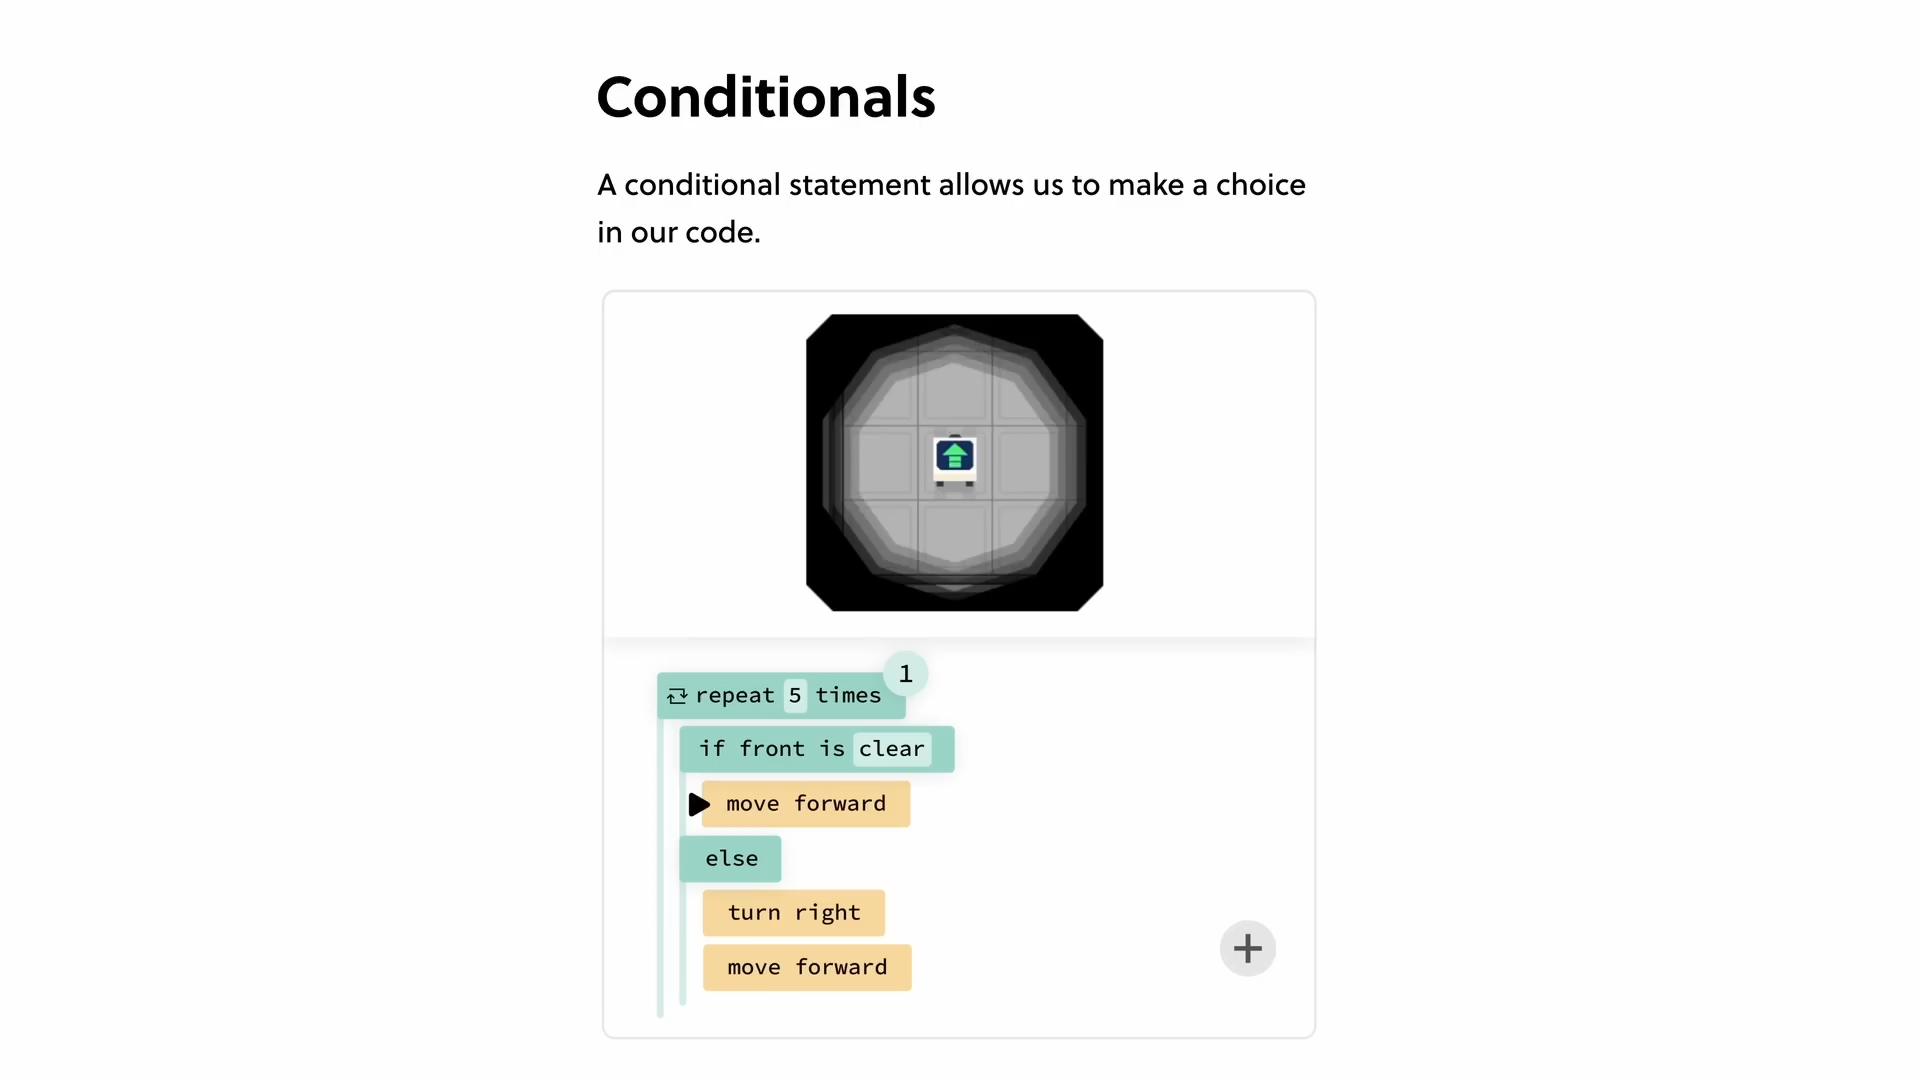 Conditionals
A conditional statement allows us to make a choice
in our code.
1
repeat 5 times
if front is clear
move forward
else
turn right
move forward